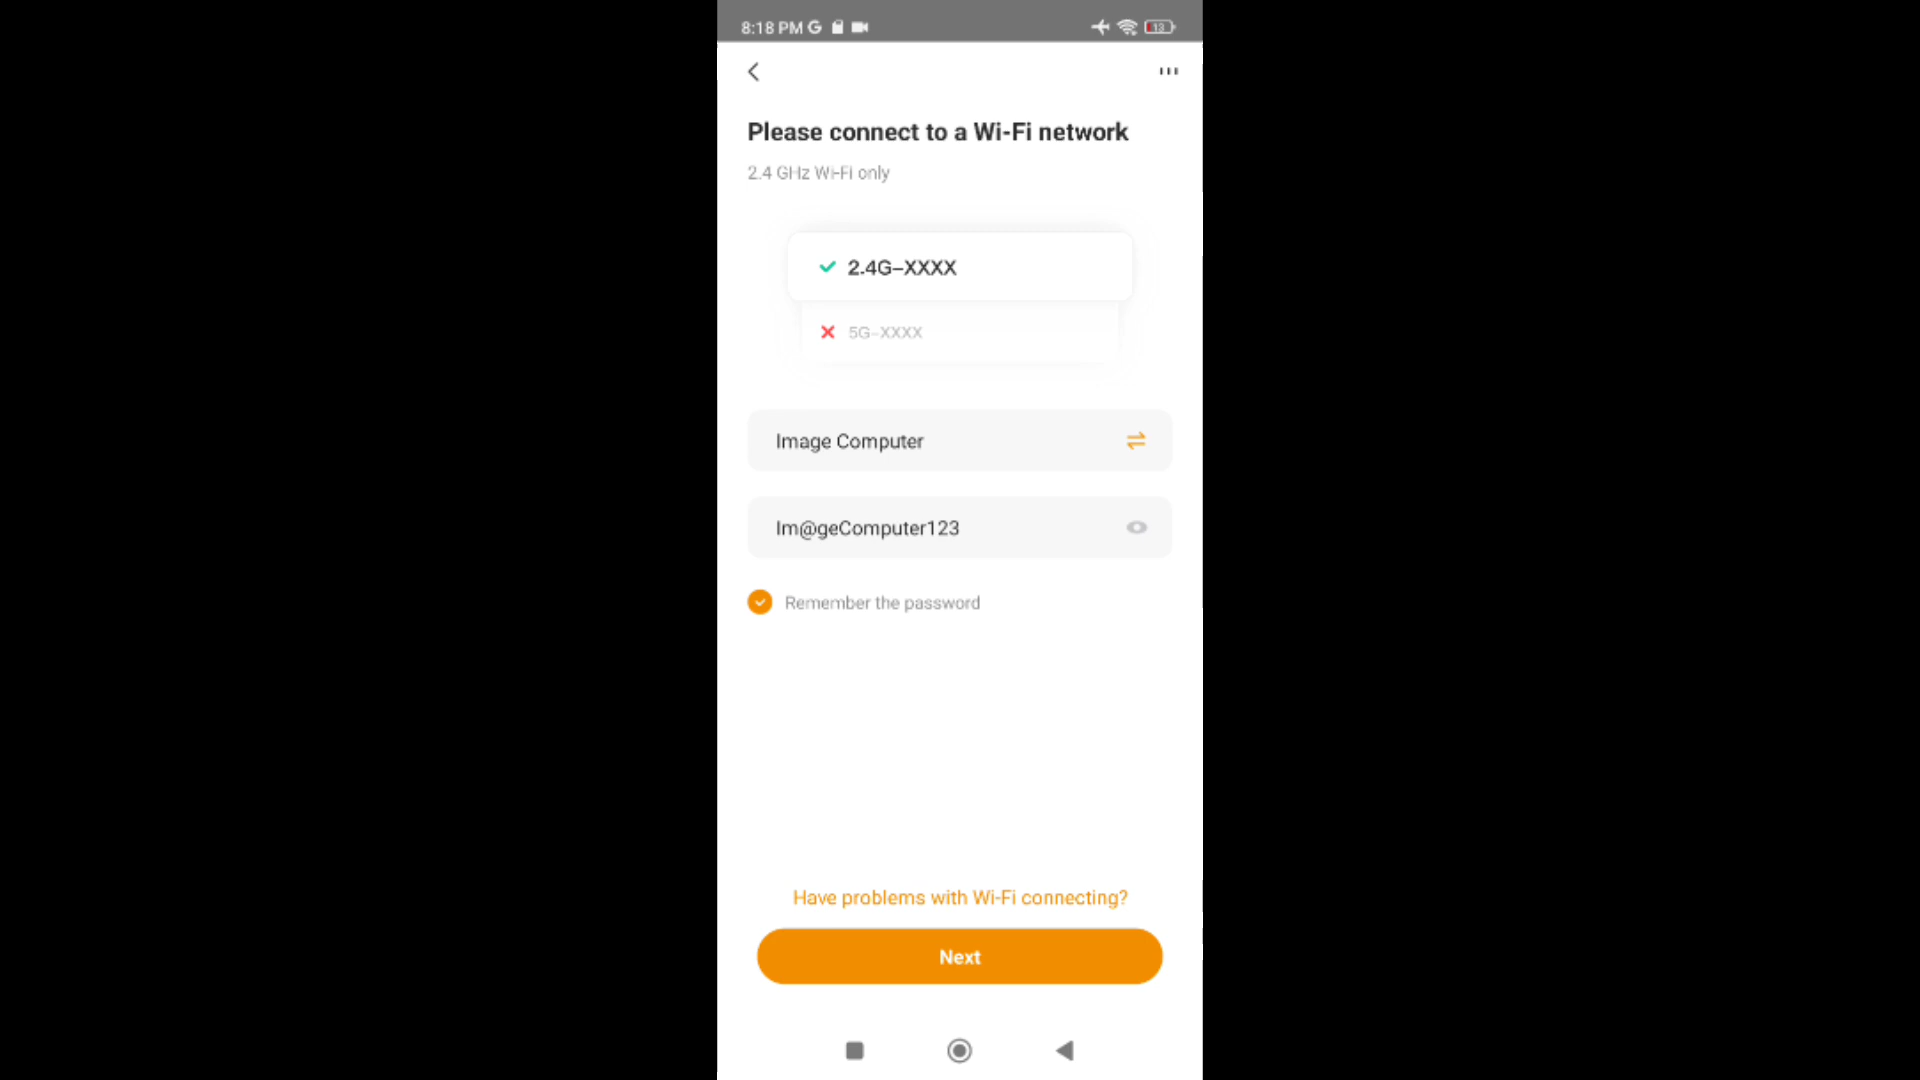 8:18 PM G
13
Please connect to a Wi-Fi network
2.4 GHz Wi-Fi only
2.4G–XXXX
5G–XXXX
Image Computer
Im@geComputer123
Remember the password
Have problems with Wi-Fi connecting?
Next